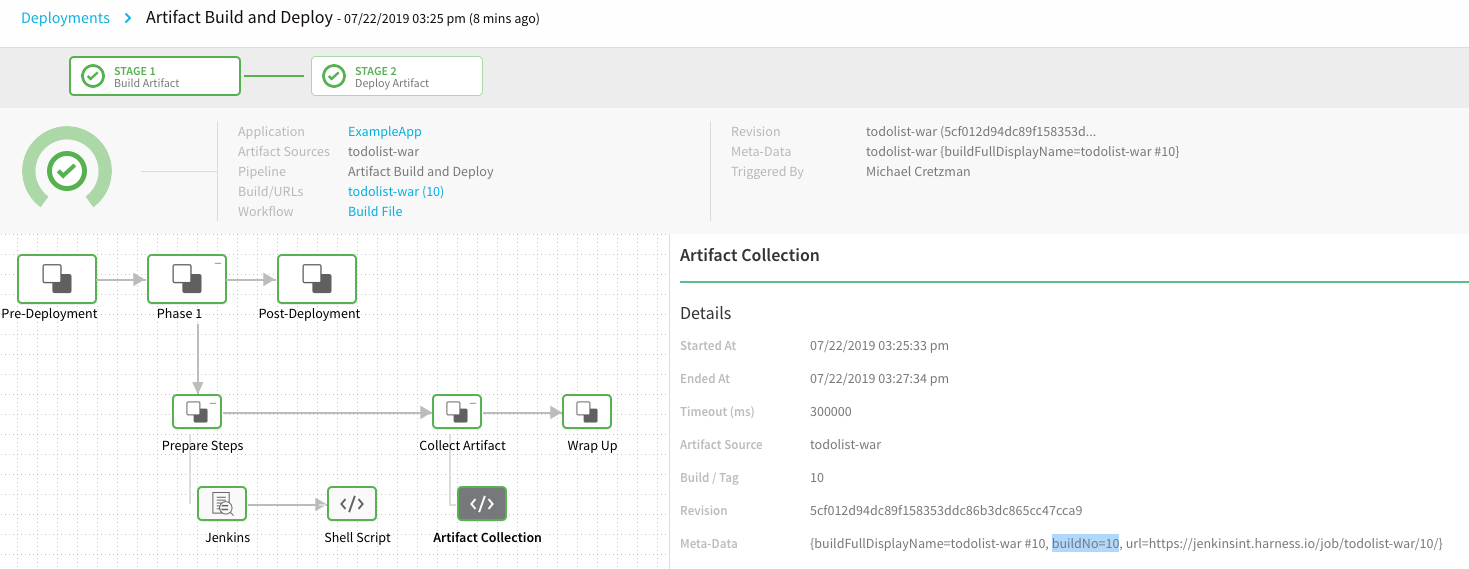 Deployments > Artifact Build and Deploy - 07/22/2019 03:25 pm (8 mins ago)
STAGE 1
Build Artifact
STAGE 2
Deploy Artifact
Application ExampleApp
Artifact Sources todolist-war
Pipeline Artifact Build and Deploy
Build/URLs todolist-war (10)
Workflow Build File
Revision todolist-war (5cf012d94dc89f158353d...
Meta-Data todolist-war {buildFullDisplayName=todolist-war #10}
Triggered By Michael Cretzman
Pre-Deployment
Phase 1
Post-Deployment
Prepare Steps
Collect Artifact
Wrap Up
</>
</>
Jenkins
Shell Script
Artifact Collection
Artifact Collection
Details
Started At 07/22/2019 03:25:33 pm
Ended At 07/22/2019 03:27:34 pm
Timeout (ms) 300000
Artifact Source todolist-war
Build / Tag 10
Revision 5cf012d94dc89f158353ddc86b3dc865cc47cca9
Meta-Data {buildFullDisplayName=todolist-war #10, buildNo=10, url=https://jenkinsint.harness.io/job/todolist-war/10/}